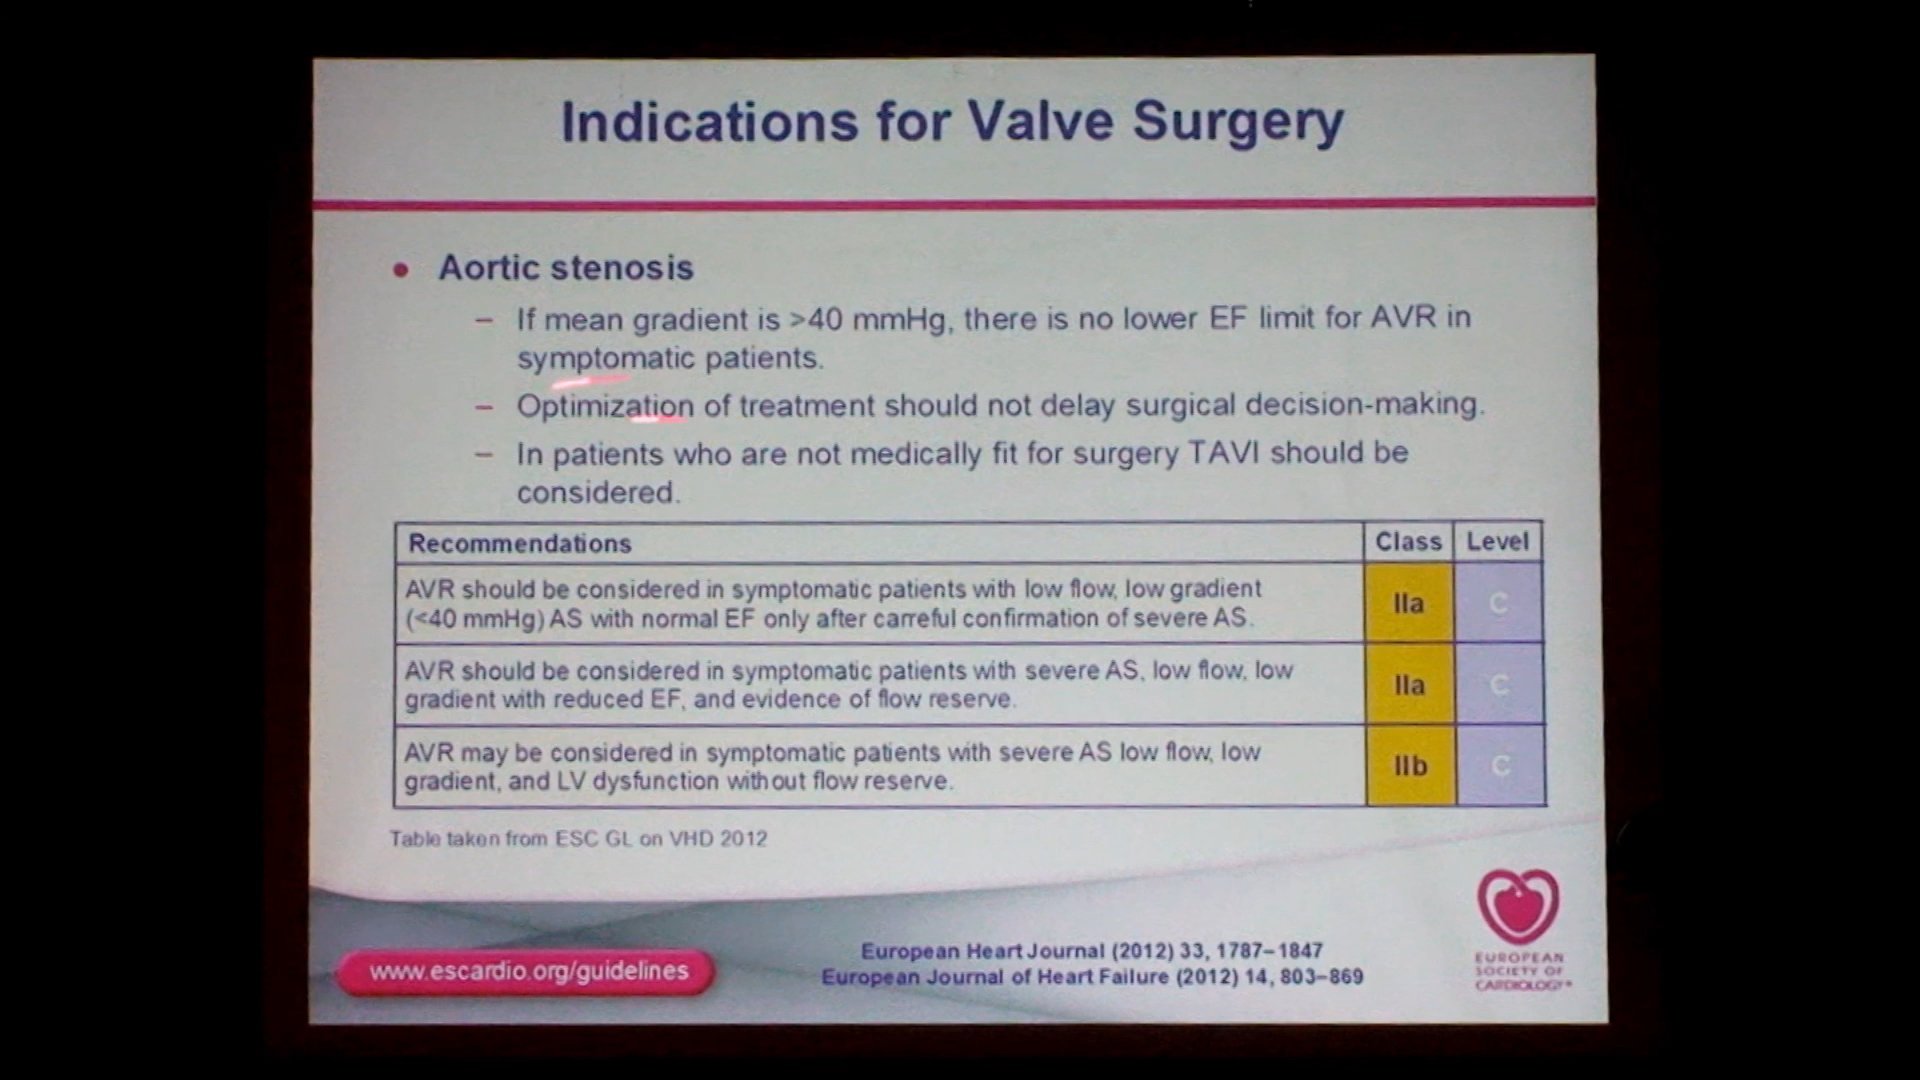 Indications for Valve Surgery
• Aortic stenosis
– If mean gradient is >40 mmHg, there is no lower EF limit for AVR in
symptomatic patients.
– Optimization of treatment should not delay surgical decision-making.
– In patients who are not medically fit for surgery TAVI should be
considered.
Recommendations Class Level
AVR should be considered in symptomatic patients with low flow, low gradient
(<40 mmHg) AS with normal EF only after carreful confirmation of severe AS.
IIa C
AVR should be considered in symptomatic patients with severe AS, low flow, low
gradient with reduced EF, and evidence of flow reserve.
IIa C
AVR may be considered in symptomatic patients with severe AS low flow, low
gradient, and LV dysfunction without flow reserve.
IIb C
Table taken from ESC GL on VHD 2012
www.escardio.org/guidelines
European Heart Journal (2012) 33, 1787–1847
European Journal of Heart Failure (2012) 14, 803–869
EUROPEAN
SOCIETY OF
CARDIOLOGY®